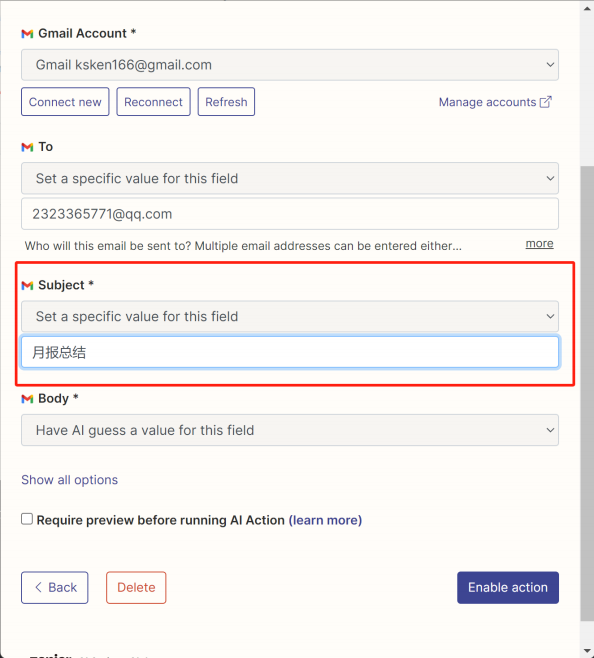 Gmail Account *
Gmail ksken166@gmail.com
Connect new Reconnect Refresh Manage accounts
To
Set a specific value for this field
2323365771@qq.com
Who will this email be sent to? Multiple email addresses can be entered either... more
Subject *
Set a specific value for this field
月报总结
Body *
Have AI guess a value for this field
Show all options
Require preview before running AI Action (learn more)
Back Delete Enable action